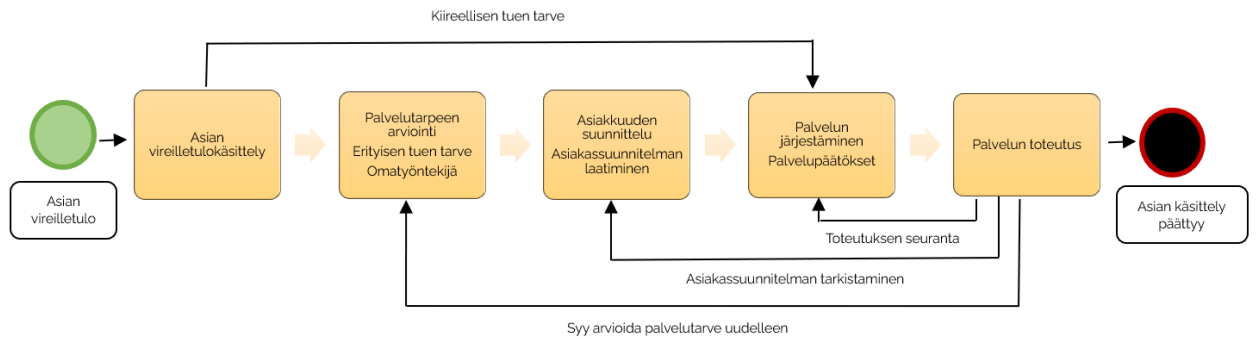 Kiireellisen tuen tarve
Asian
vireilletulo
Asian
vireilletulokäsittely
Palvelutarpeen
arviointi
Erityisen tuen tarve
Omatyöntekijä
Asiakkuuden
suunnittelu
Asiakassuunnitelman
laatiminen
Palvelun
järjestäminen
Palvelupäätökset
Palvelun toteutus
Asian käsittely
päättyy
Toteutuksen seuranta
Asiakassuunnitelman tarkistaminen
Syy arvioida palvelutarve uudelleen